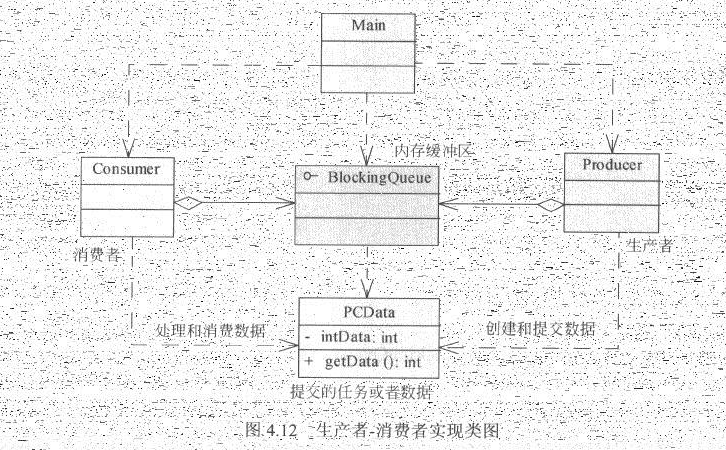 Main
内存缓冲区
Consumer
BlockingQueue
Producer
消费者
生产者
PCData
- intData: int
+ getData (): int
处理和消费数据
创建和提交数据
提交的任务或者数据
图.4.12 生产者-消费者实现类图